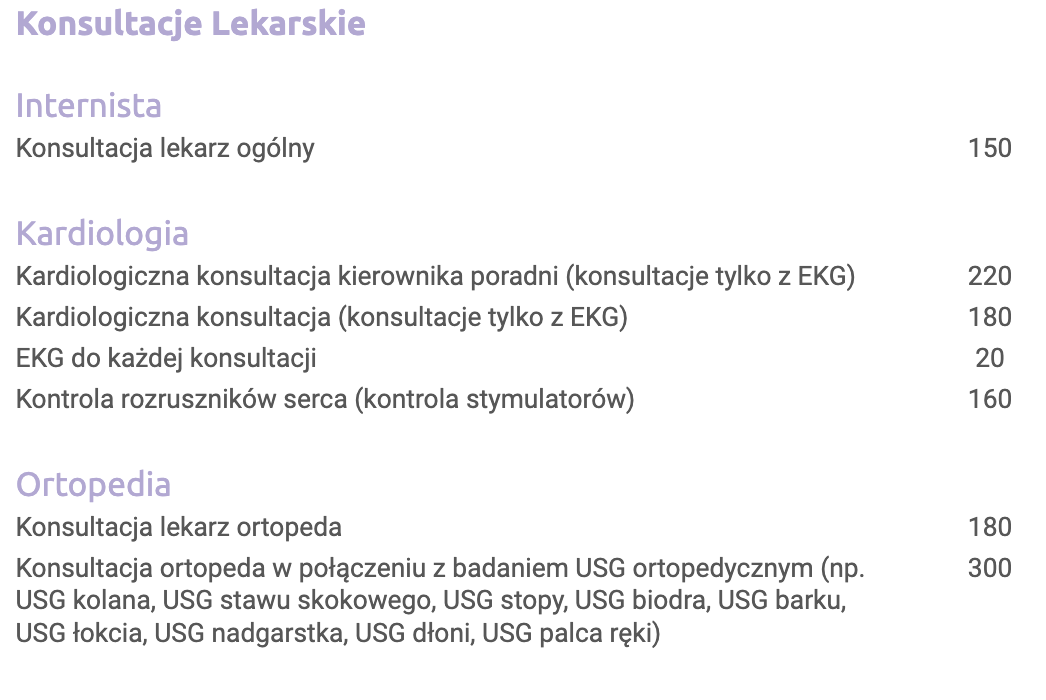 Konsultacje Lekarskie
Internista
Konsultacja lekarz ogólny 150
Kardiologia
Kardiologiczna konsultacja kierownika poradni (konsultacje tylko z EKG) 220
Kardiologiczna konsultacja (konsultacje tylko z EKG) 180
EKG do każdej konsultacji 20
Kontrola rozruszników serca (kontrola stymulatorów) 160
Ortopedia
Konsultacja lekarz ortopeda 180
Konsultacja ortopeda w połączeniu z badaniem USG ortopedycznym (np. 300
USG kolana, USG stawu skokowego, USG stopy, USG biodra, USG barku,
USG łokcia, USG nadgarstka, USG dłoni, USG palca ręki)